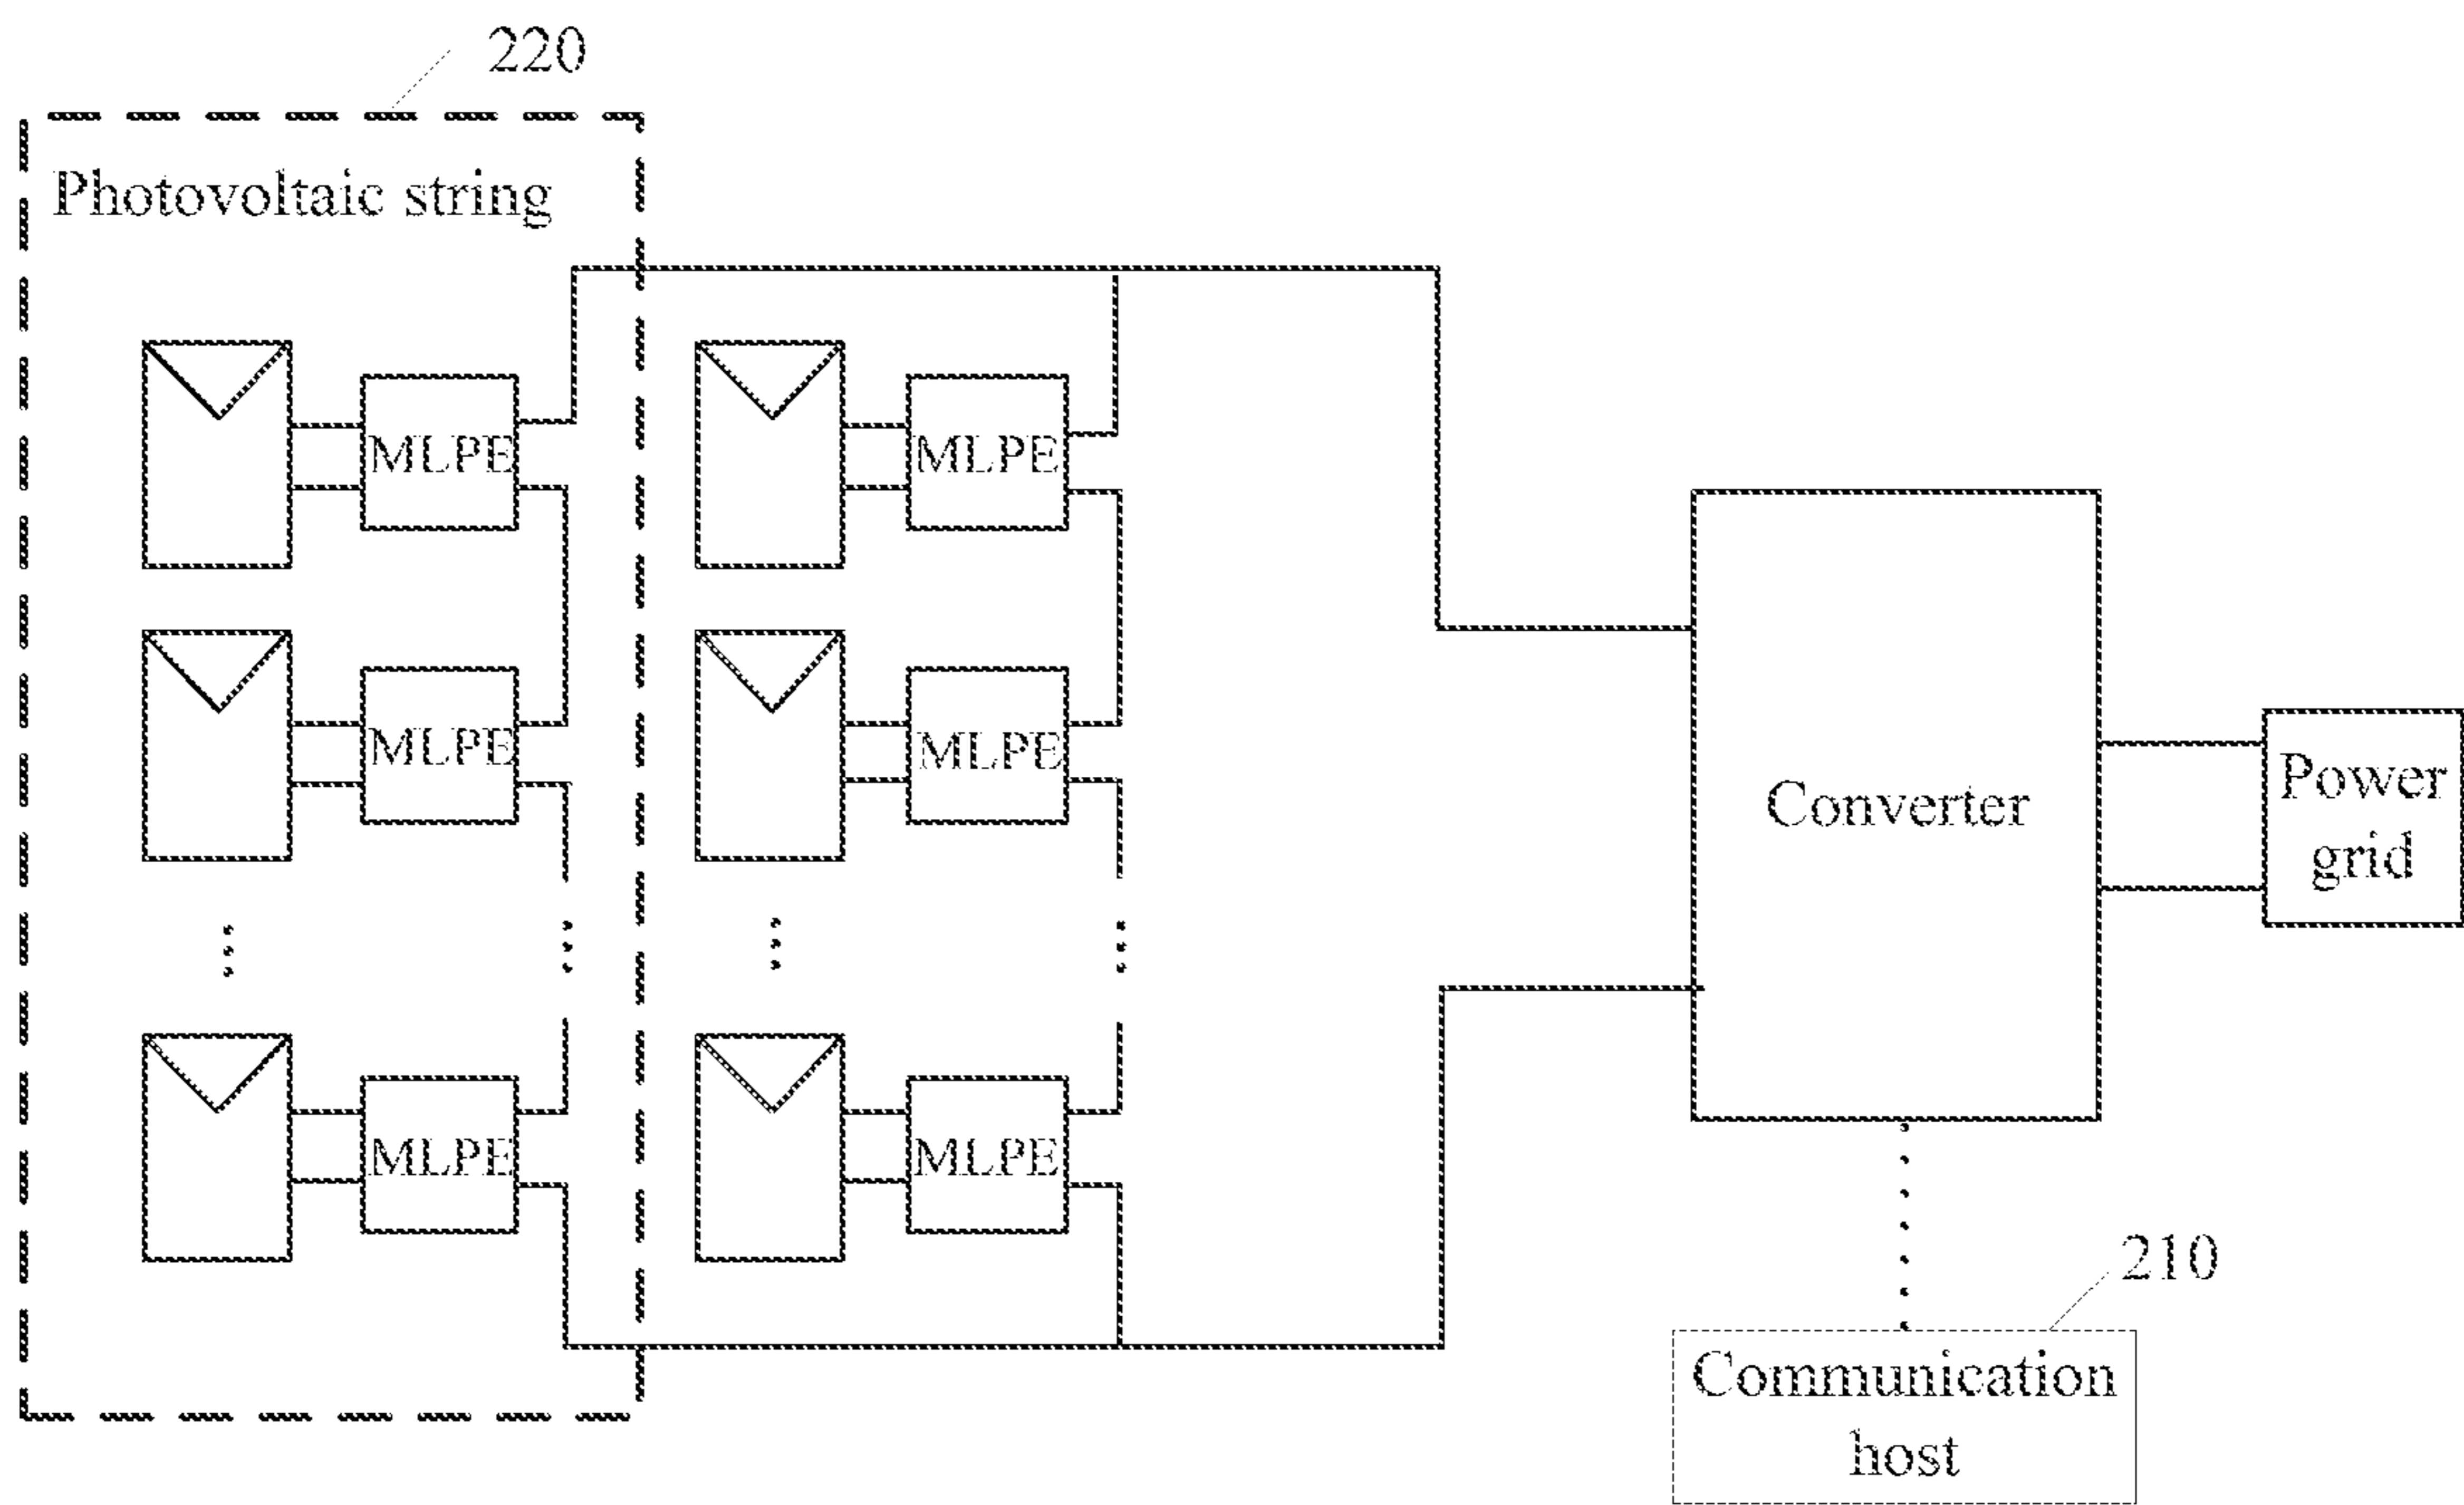 220
Photovoltaic string
MLPE
MLPE
MLPE
MLPE
Converter
Power
grid
MLPE
MLPE
210
Communication
host